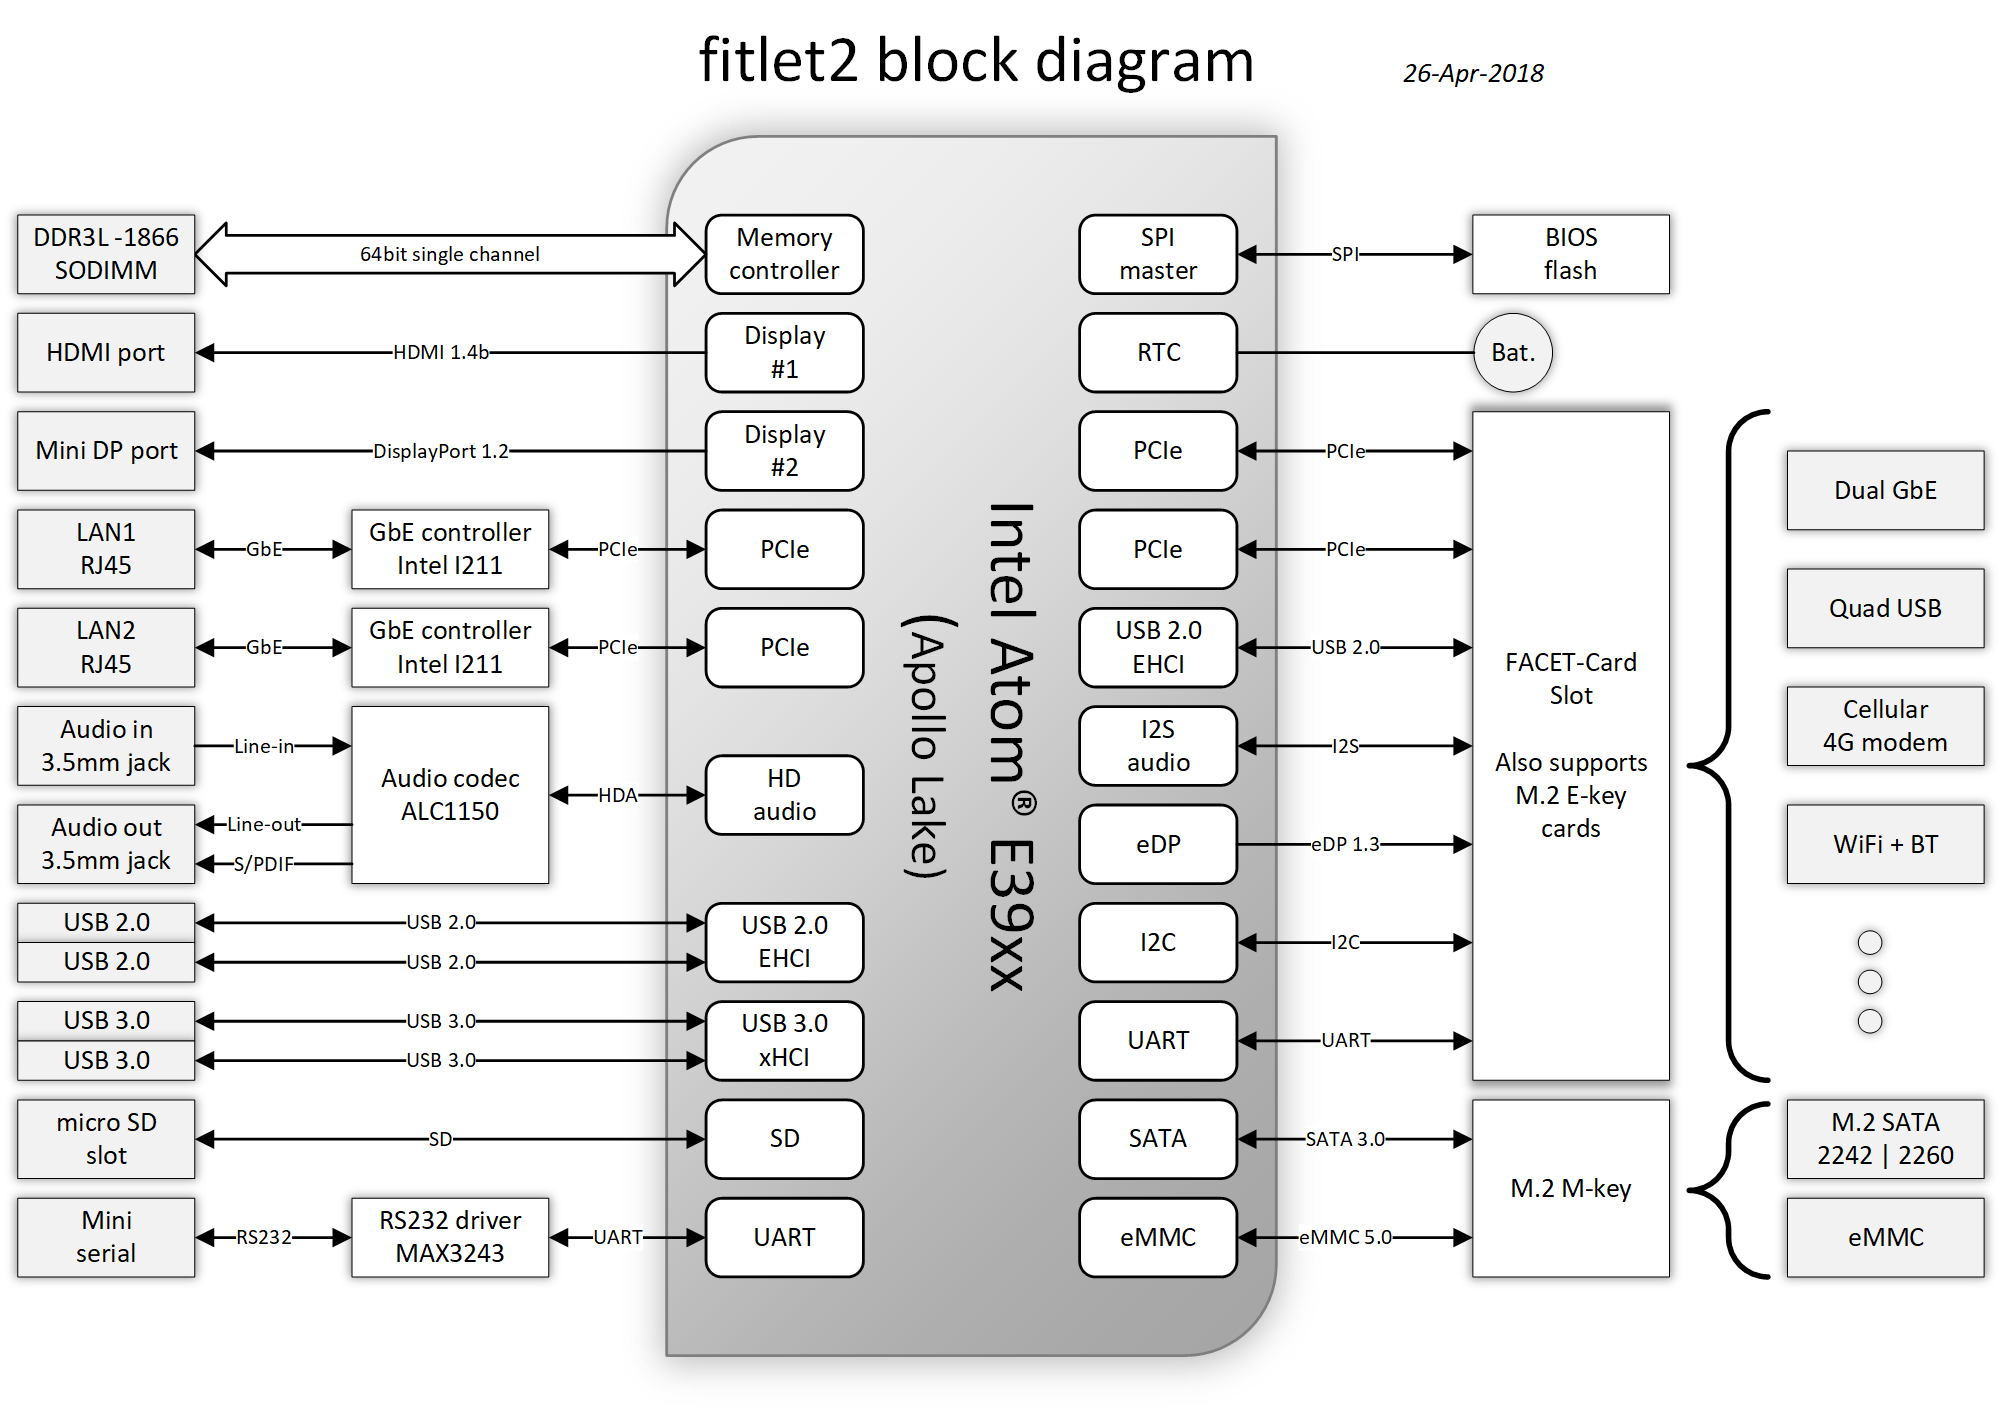 fitlet2 block diagram
26-Apr-2018
DDR3L -1866
SODIMM
64bit single channel
Memory
controller
HDMI port
HDMI 1.4b
Display
#1
Mini DP port
DisplayPort 1.2
Display
#2
LAN1
RJ45
GbE
GbE controller
Intel I211
PCIe
PCIe
LAN2
RJ45
GbE
GbE controller
Intel I211
PCIe
PCIe
Audio in
3.5mm jack
Line-in
Audio codec
ALC1150
HDA
HD
audio
Audio out
3.5mm jack
Line-out
S/PDIF
USB 2.0
USB 2.0
USB 2.0
USB 2.0
USB 2.0
EHCI
USB 3.0
USB 3.0
USB 3.0
USB 3.0
USB 3.0
xHCI
micro SD
slot
SD
SD
Mini
serial
RS232
RS232 driver
MAX3243
UART
UART
Intel Atom® E39xx
(Apollo Lake)
SPI
master
SPI
BIOS
flash
RTC
Bat.
PCIe
PCIe
PCIe
PCIe
USB 2.0
EHCI
USB 2.0
I2S
audio
I2S
eDP
eDP 1.3
I2C
I2C
UART
UART
FACET-Card
Slot
Also supports
M.2 E-key
cards
Dual GbE
Quad USB
Cellular
4G modem
WiFi + BT
SATA
SATA 3.0
eMMC
eMMC 5.0
M.2 M-key
M.2 SATA
2242 | 2260
eMMC